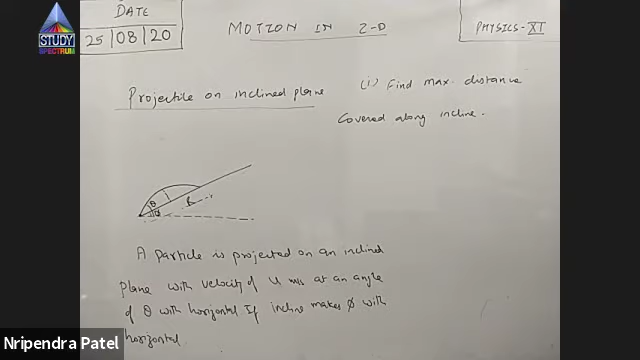 DATE
25/08/20
STUDY
SPECTRUM
MOTION IN 2-D
PHYSICS-XI
Projectile on inclined plane
(i) Find max. distance
covered along incline.
θ
A particle is projected on an inclined
plane with velocity of u m/s at an angle
of θ with horizontal If incline makes φ with
horizontal.
Nripendra Patel